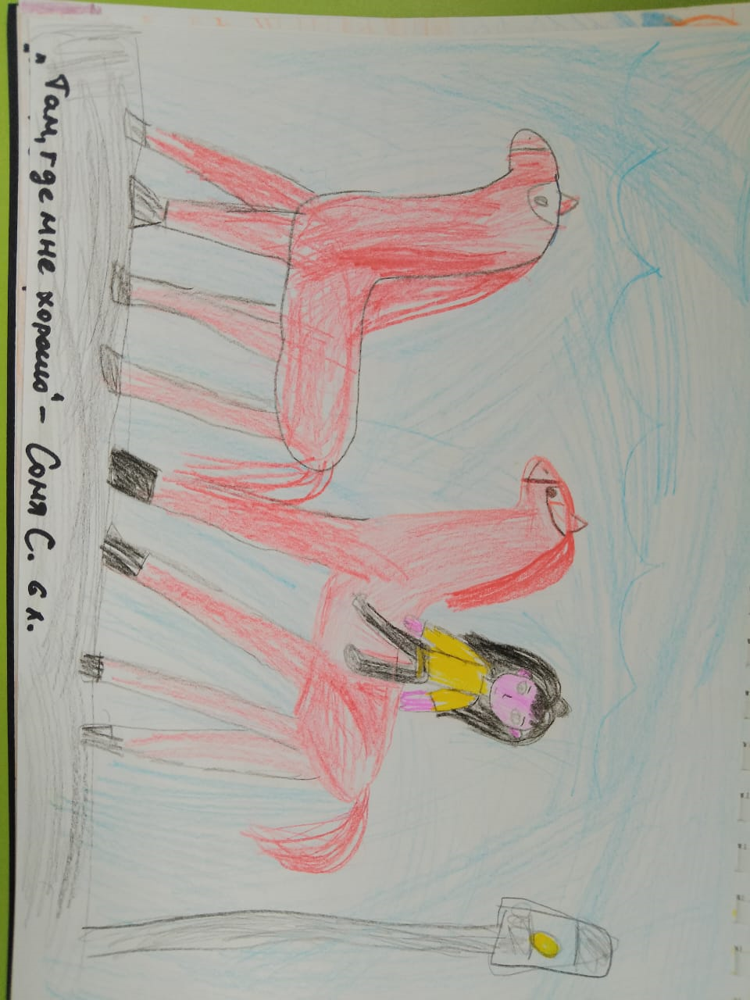 "Там, где мне хорошо" - Соня С. 6 л.